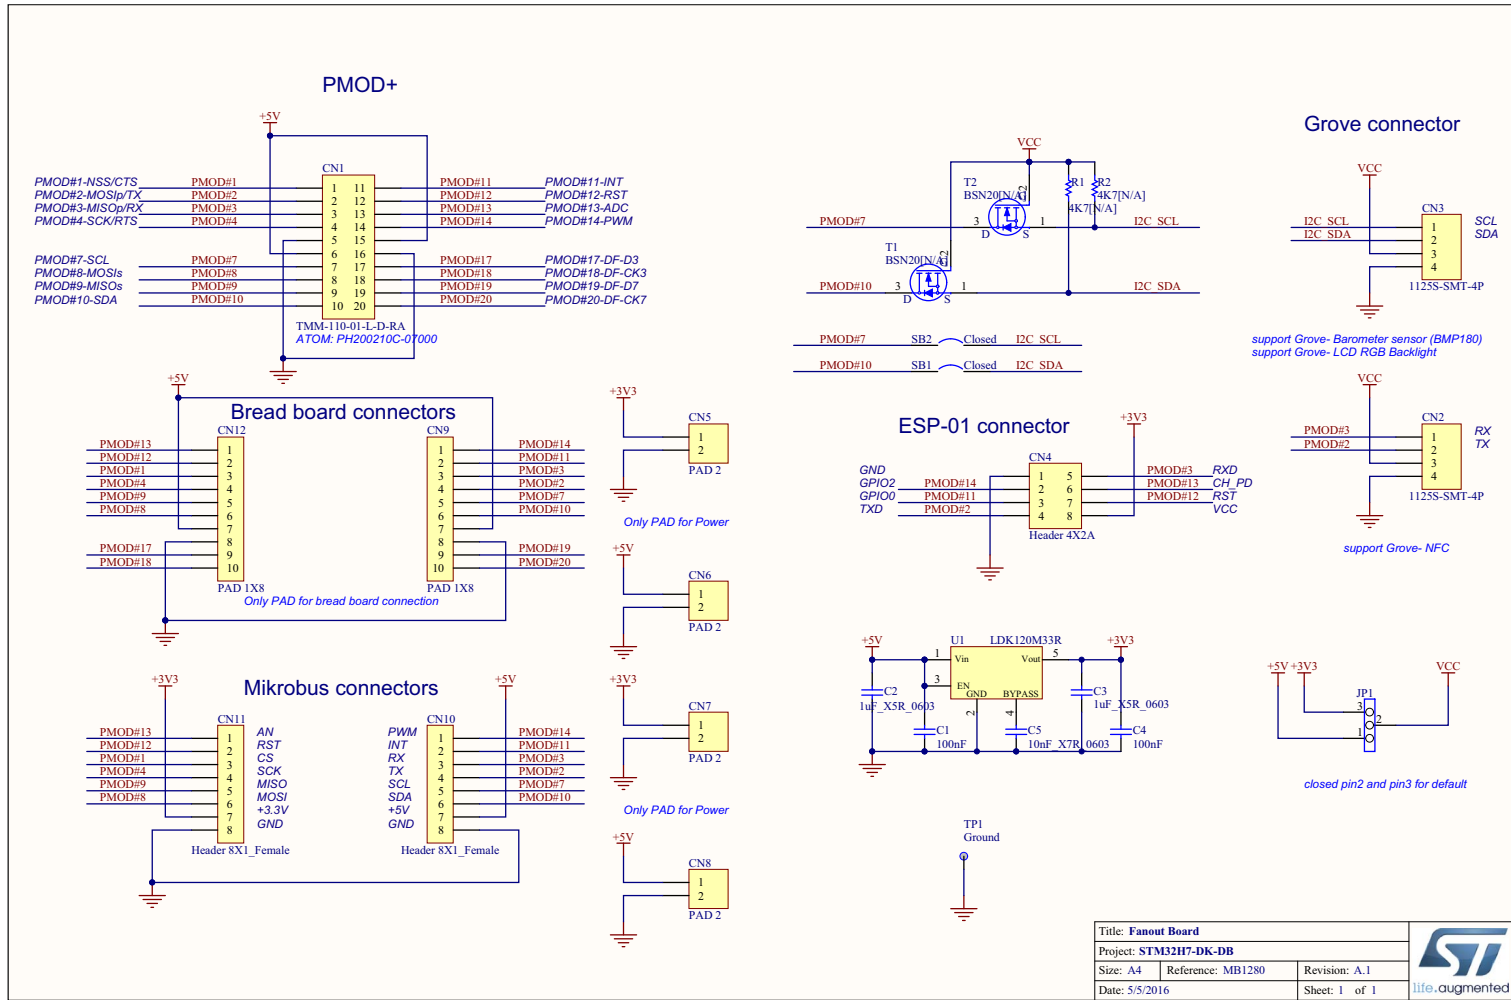 PMOD+
+5V
CN1
PMOD#1-NSS/CTS PMOD#1 1 11 PMOD#11 PMOD#11-INT
PMOD#2-MOSIp/TX PMOD#2 2 12 PMOD#12 PMOD#12-RST
PMOD#3-MISOp/RX PMOD#3 3 13 PMOD#13 PMOD#13-ADC
PMOD#4-SCK/RTS PMOD#4 4 14 PMOD#14 PMOD#14-PWM
5 15
6 16
PMOD#7-SCL PMOD#7 7 17 PMOD#17 PMOD#17-DF-D3
PMOD#8-MOSIs PMOD#8 8 18 PMOD#18 PMOD#18-DF-CK3
PMOD#9-MISOs PMOD#9 9 19 PMOD#19 PMOD#19-DF-D7
PMOD#10-SDA PMOD#10 10 20 PMOD#20 PMOD#20-DF-CK7
TMM-110-01-L-D-RA
ATOM: PH200210C-07000
VCC
T2
BSN20[N/A]
R1 R2
4K7[N/A]
4K7[N/A]
PMOD#7 3 D S 1 I2C_SCL
T1
BSN20[N/A]
PMOD#10 3 D S 1 I2C_SDA
PMOD#7 SB2 Closed I2C_SCL
PMOD#10 SB1 Closed I2C_SDA
Grove connector
VCC
CN3
I2C_SCL 1 SCL
I2C_SDA 2 SDA
3
4
1125S-SMT-4P
support Grove- Barometer sensor (BMP180)
support Grove- LCD RGB Backlight
VCC
CN2
PMOD#3 1 RX
PMOD#2 2 TX
3
4
1125S-SMT-4P
support Grove- NFC
+5V
Bread board connectors
CN12 CN9
PMOD#13 1 1 PMOD#14
PMOD#12 2 2 PMOD#11
PMOD#1 3 3 PMOD#3
PMOD#4 4 4 PMOD#2
PMOD#9 5 5 PMOD#7
PMOD#8 6 6 PMOD#10
7 7
8 8
PMOD#17 9 9 PMOD#19
PMOD#18 10 10 PMOD#20
PAD 1X8 PAD 1X8
Only PAD for bread board connection
+3V3
CN5
1
2
PAD 2
Only PAD for Power
+5V
CN6
1
2
PAD 2
ESP-01 connector
+3V3
CN4
GND 1 5 PMOD#3 RXD
GPIO2 PMOD#14 2 6 PMOD#13 CH_PD
GPIO0 PMOD#11 3 7 PMOD#12 RST
TXD PMOD#2 4 8 VCC
Header 4X2A
Mikrobus connectors
+3V3 +5V
CN11 CN10
PMOD#13 1 AN PWM 1 PMOD#14
PMOD#12 2 RST INT 2 PMOD#11
PMOD#1 3 CS RX 3 PMOD#3
PMOD#4 4 SCK TX 4 PMOD#2
PMOD#9 5 MISO SCL 5 PMOD#7
PMOD#8 6 MOSI SDA 6 PMOD#10
7 +3.3V +5V 7
8 GND GND 8
Header 8X1_Female Header 8X1_Female
+3V3
CN7
1
2
PAD 2
Only PAD for Power
+5V
CN8
1
2
PAD 2
+5V U1 LDK120M33R +3V3
1 Vin Vout 5
3 EN
GND BYPASS
2 4
C2
1uF_X5R_0603
C3
1uF_X5R_0603
C1
100nF
C5
10nF_X7R_0603
C4
100nF
+5V +3V3 VCC
JP1
3
2
1
closed pin2 and pin3 for default
TP1
Ground
Title: Fanout Board
Project: STM32H7-DK-DB
Size: A4 Reference: MB1280 Revision: A.1
Date: 5/5/2016 Sheet: 1 of 1
ST
life.augmented